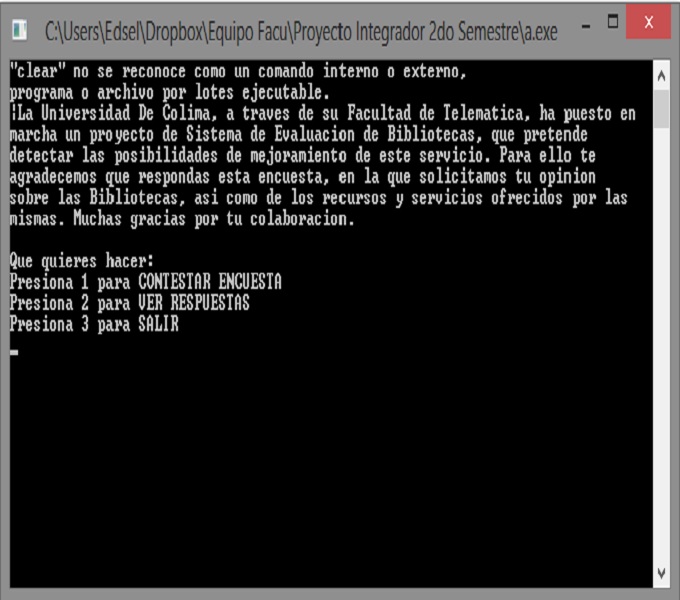 C:\Users\Edsel\Dropbox\Equipo Facu\Proyecto Integrador 2do Semestre\a.exe
"clear" no se reconoce como un comando interno o externo,
programa o archivo por lotes ejecutable.
¡La Universidad De Colima, a traves de su Facultad de Telematica, ha puesto en
marcha un proyecto de Sistema de Evaluacion de Bibliotecas, que pretende
detectar las posibilidades de mejoramiento de este servicio. Para ello te
agradecemos que respondas esta encuesta, en la que solicitamos tu opinion
sobre las Bibliotecas, asi como de los recursos y servicios ofrecidos por las
mismas. Muchas gracias por tu colaboracion.
Que quieres hacer:
Presiona 1 para CONTESTAR ENCUESTA
Presiona 2 para VER RESPUESTAS
Presiona 3 para SALIR